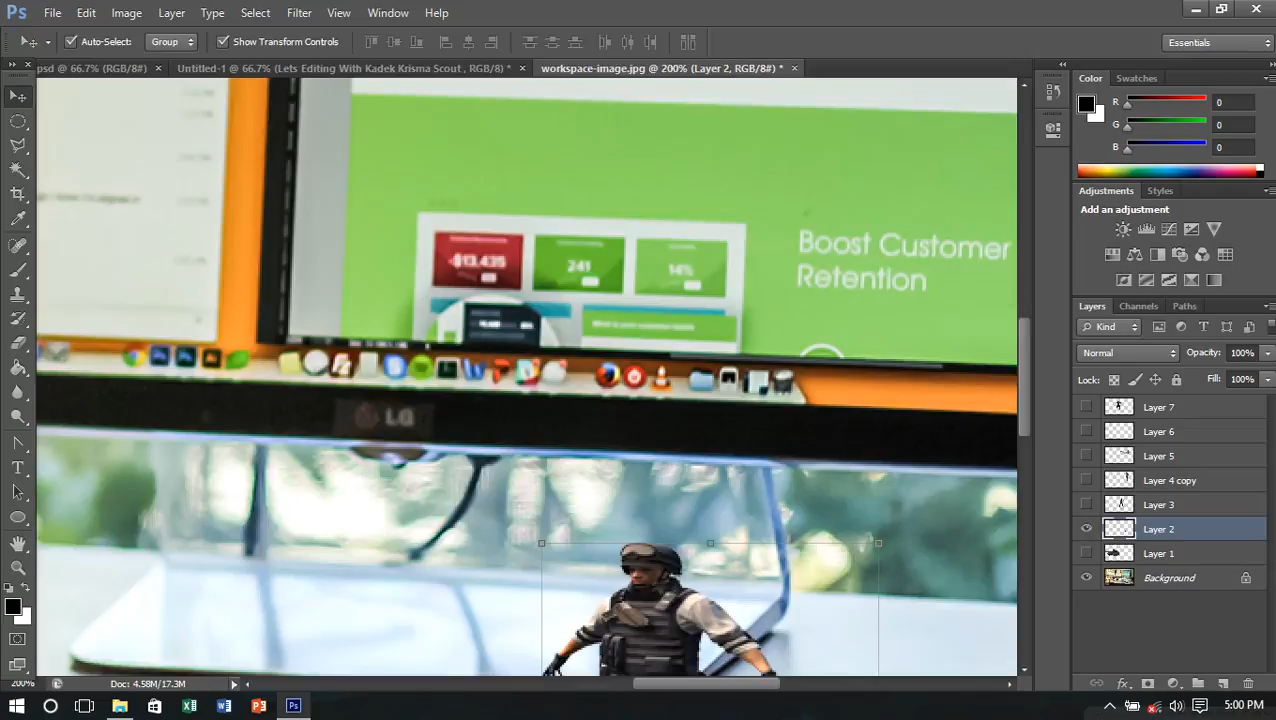 Ps File Edit Image Layer Type Select Filter View Window Help
Auto-Select: Group Show Transform Controls Essentials
psd @ 66.7% (RGB/8#) × Untitled-1 @ 66.7% (Lets Editing With Kadek Krisma Scout , RGB/8) * × workspace-image.jpg @ 200% (Layer 2, RGB/8#) * ×
Color Swatches
R 0
G 0
B 0
Adjustments Styles
Add an adjustment
Boost Customer
Retention
-$13,435 241 14%
LG
Layers Channels Paths
Kind
Normal Opacity: 100%
Lock: Fill: 100%
Layer 7
Layer 6
Layer 5
Layer 4 copy
Layer 3
Layer 2
Layer 1
Background
200% Doc: 4.58M/17.3M
5:00 PM